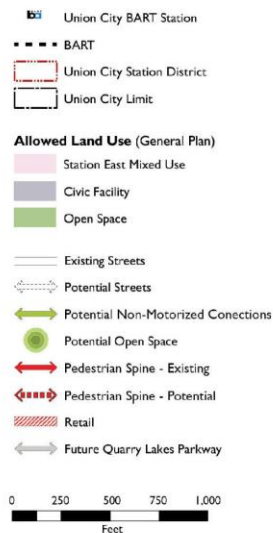 ba Union City BART Station
BART
Union City Station District
Union City Limit
Allowed Land Use (General Plan)
Station East Mixed Use
Civic Facility
Open Space
Existing Streets
Potential Streets
Potential Non-Motorized Conections
Potential Open Space
Pedestrian Spine - Existing
Pedestrian Spine - Potential
Retail
Future Quarry Lakes Parkway
0 250 500 750 1,000
Feet